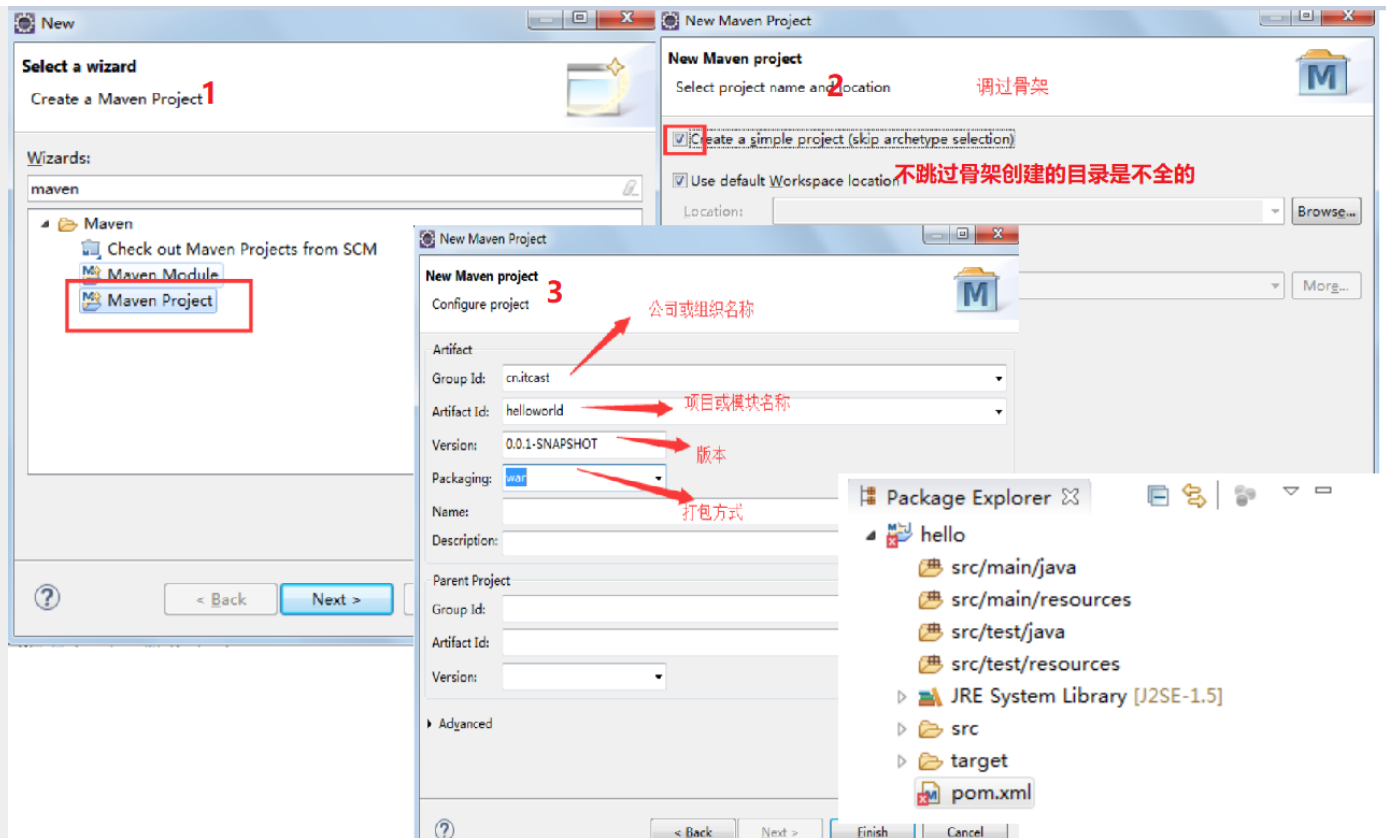 New
Select a wizard
Create a Maven Project
1
Wizards:
maven
Maven
Check out Maven Projects from SCM
Maven Module
Maven Project
< Back
Next >
New Maven Project
New Maven project
Select project name and location
2
调过骨架
Create a simple project (skip archetype selection)
Use default Workspace location
不跳过骨架创建的目录是不全的
Location:
Browse...
More...
New Maven Project
New Maven project
Configure project
3
公司或组织名称
Artifact
Group Id:
cn.itcast
Artifact Id:
helloworld
项目或模块名称
Version:
0.0.1-SNAPSHOT
版本
Packaging:
war
打包方式
Name:
Description:
Parent Project
Group Id:
Artifact Id:
Version:
Advanced
< Back
Next >
Finish
Cancel
Package Explorer
hello
src/main/java
src/main/resources
src/test/java
src/test/resources
JRE System Library [J2SE-1.5]
src
target
pom.xml